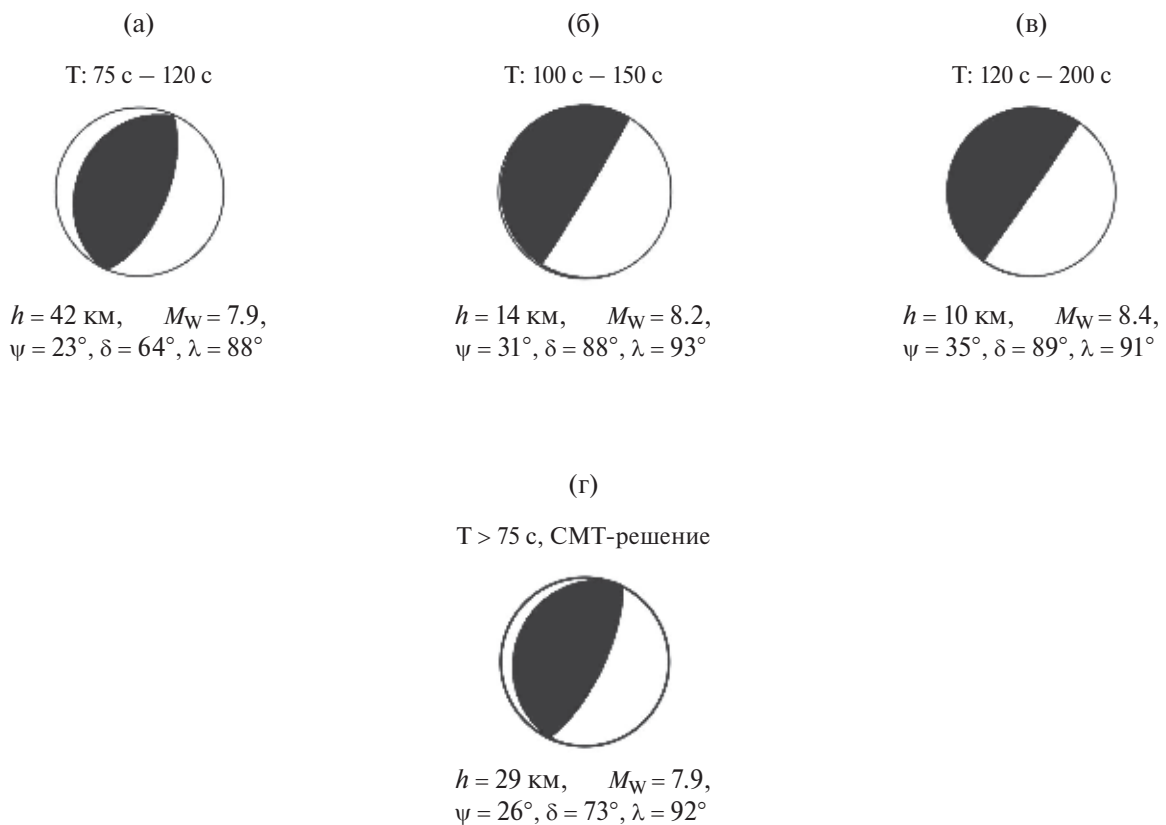 (а)
T: 75 с – 120 с
h = 42 км, M_W = 7.9,
ψ = 23°, δ = 64°, λ = 88°
(б)
T: 100 с – 150 с
h = 14 км, M_W = 8.2,
ψ = 31°, δ = 88°, λ = 93°
(в)
T: 120 с – 200 с
h = 10 км, M_W = 8.4,
ψ = 35°, δ = 89°, λ = 91°
(г)
T > 75 с, СМТ-решение
h = 29 км, M_W = 7.9,
ψ = 26°, δ = 73°, λ = 92°